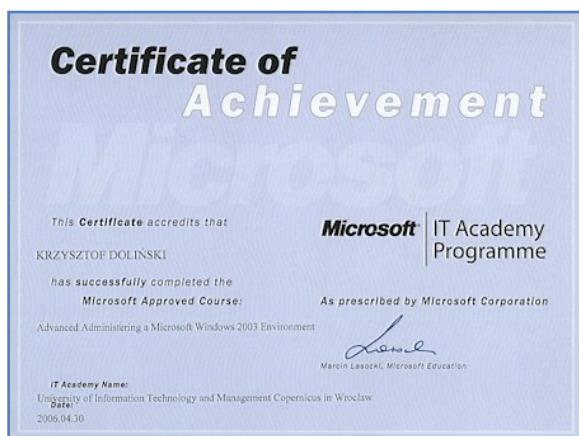 Certificate of
Achievement
Microsoft
This Certificate accredits that
KRZYSZTOF DOLIŃSKI
has successfully completed the
Microsoft Approved Course:
Advanced Administering a Microsoft Windows 2003 Environment
Microsoft IT Academy
Programme
As prescribed by Microsoft Corporation
Marcin Lasocki, Microsoft Education
IT Academy Name:
University of Information Technology and Management Copernicus in Wroclaw
Date:
2006.04.30